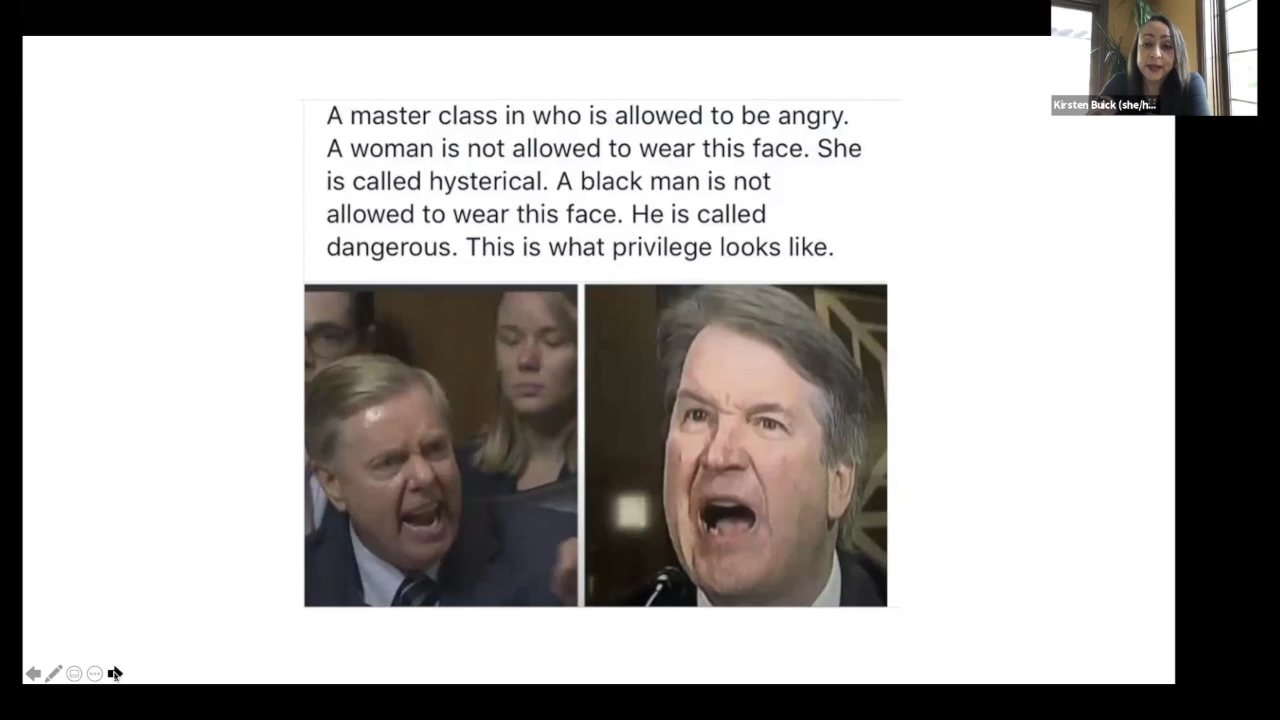 Kirsten Buick (she/h...
A master class in who is allowed to be angry.
A woman is not allowed to wear this face. She
is called hysterical. A black man is not
allowed to wear this face. He is called
dangerous. This is what privilege looks like.